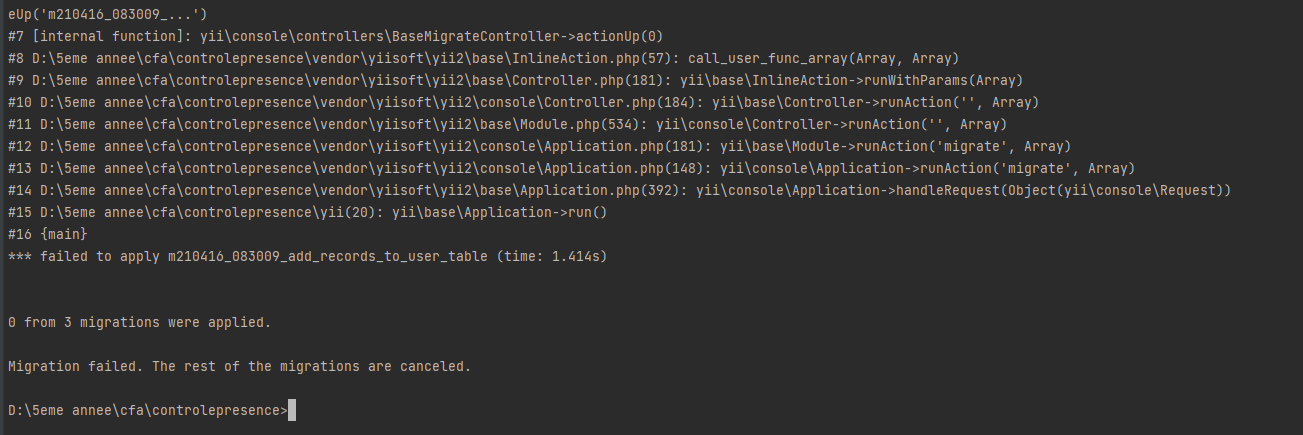 eUp('m210416_083009_...')
#7 [internal function]: yii\console\controllers\BaseMigrateController->actionUp(0)
#8 D:\5eme annee\cfa\controlepresence\vendor\yiisoft\yii2\base\InlineAction.php(57): call_user_func_array(Array, Array)
#9 D:\5eme annee\cfa\controlepresence\vendor\yiisoft\yii2\base\Controller.php(181): yii\base\InlineAction->runWithParams(Array)
#10 D:\5eme annee\cfa\controlepresence\vendor\yiisoft\yii2\console\Controller.php(184): yii\base\Controller->runAction('', Array)
#11 D:\5eme annee\cfa\controlepresence\vendor\yiisoft\yii2\base\Module.php(534): yii\console\Controller->runAction('', Array)
#12 D:\5eme annee\cfa\controlepresence\vendor\yiisoft\yii2\console\Application.php(181): yii\base\Module->runAction('migrate', Array)
#13 D:\5eme annee\cfa\controlepresence\vendor\yiisoft\yii2\console\Application.php(148): yii\console\Application->runAction('migrate', Array)
#14 D:\5eme annee\cfa\controlepresence\vendor\yiisoft\yii2\base\Application.php(392): yii\console\Application->handleRequest(Object(yii\console\Request))
#15 D:\5eme annee\cfa\controlepresence\yii(20): yii\base\Application->run()
#16 {main}
*** failed to apply m210416_083009_add_records_to_user_table (time: 1.414s)
0 from 3 migrations were applied.
Migration failed. The rest of the migrations are canceled.
D:\5eme annee\cfa\controlepresence>